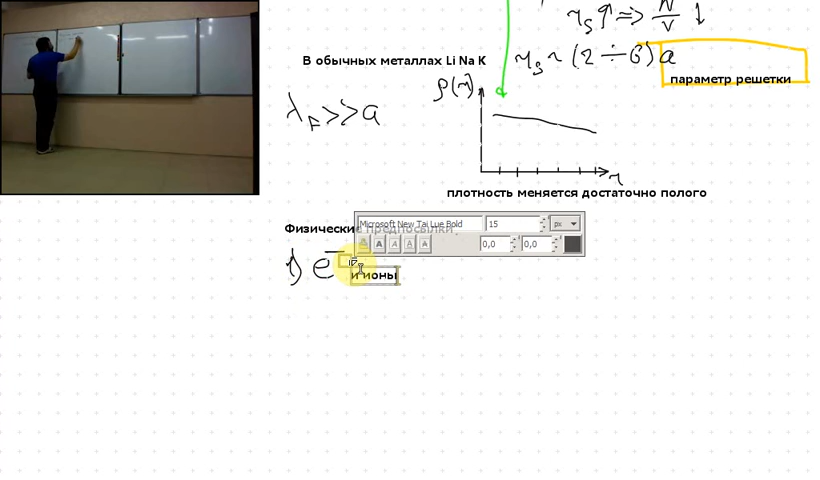 r_s ↑ => N/V ↓
r_s ~ (2 ÷ 6) a
параметр решетки
В обычных металлах Li Na K
λ_F >> a
ρ(r)
r
плотность меняется достаточно полого
Физические предпосылки
Microsoft New Tai Lue Bold 15 px
A A A A A 0,0 0,0
1) e⁻
и ионы